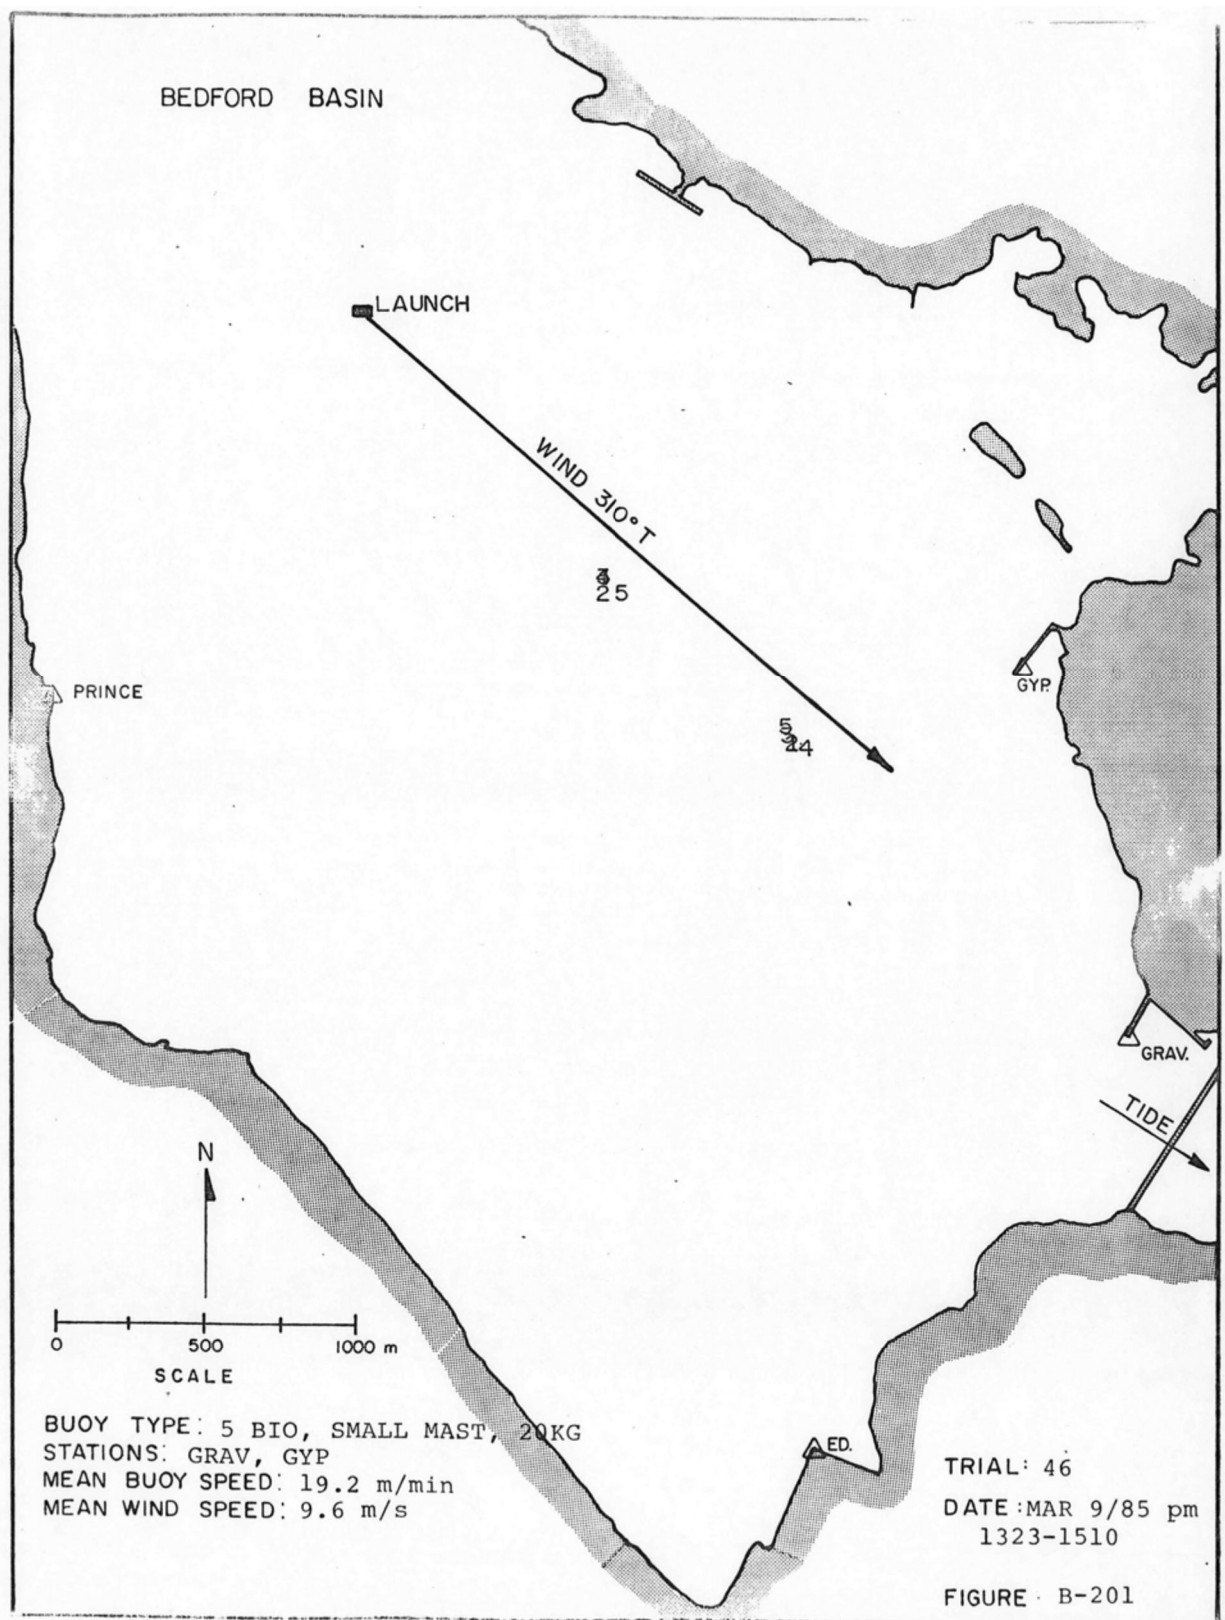 BEDFORD BASIN
LAUNCH
WIND 310° T
25
PRINCE
GYP.
5
4
GRAV.
TIDE
N
0 500 1000 m
SCALE
BUOY TYPE: 5 BIO, SMALL MAST, 20KG
STATIONS: GRAV, GYP
MEAN BUOY SPEED: 19.2 m/min
MEAN WIND SPEED: 9.6 m/s
ED.
TRIAL: 46
DATE: MAR 9/85 pm
1323-1510
FIGURE B-201